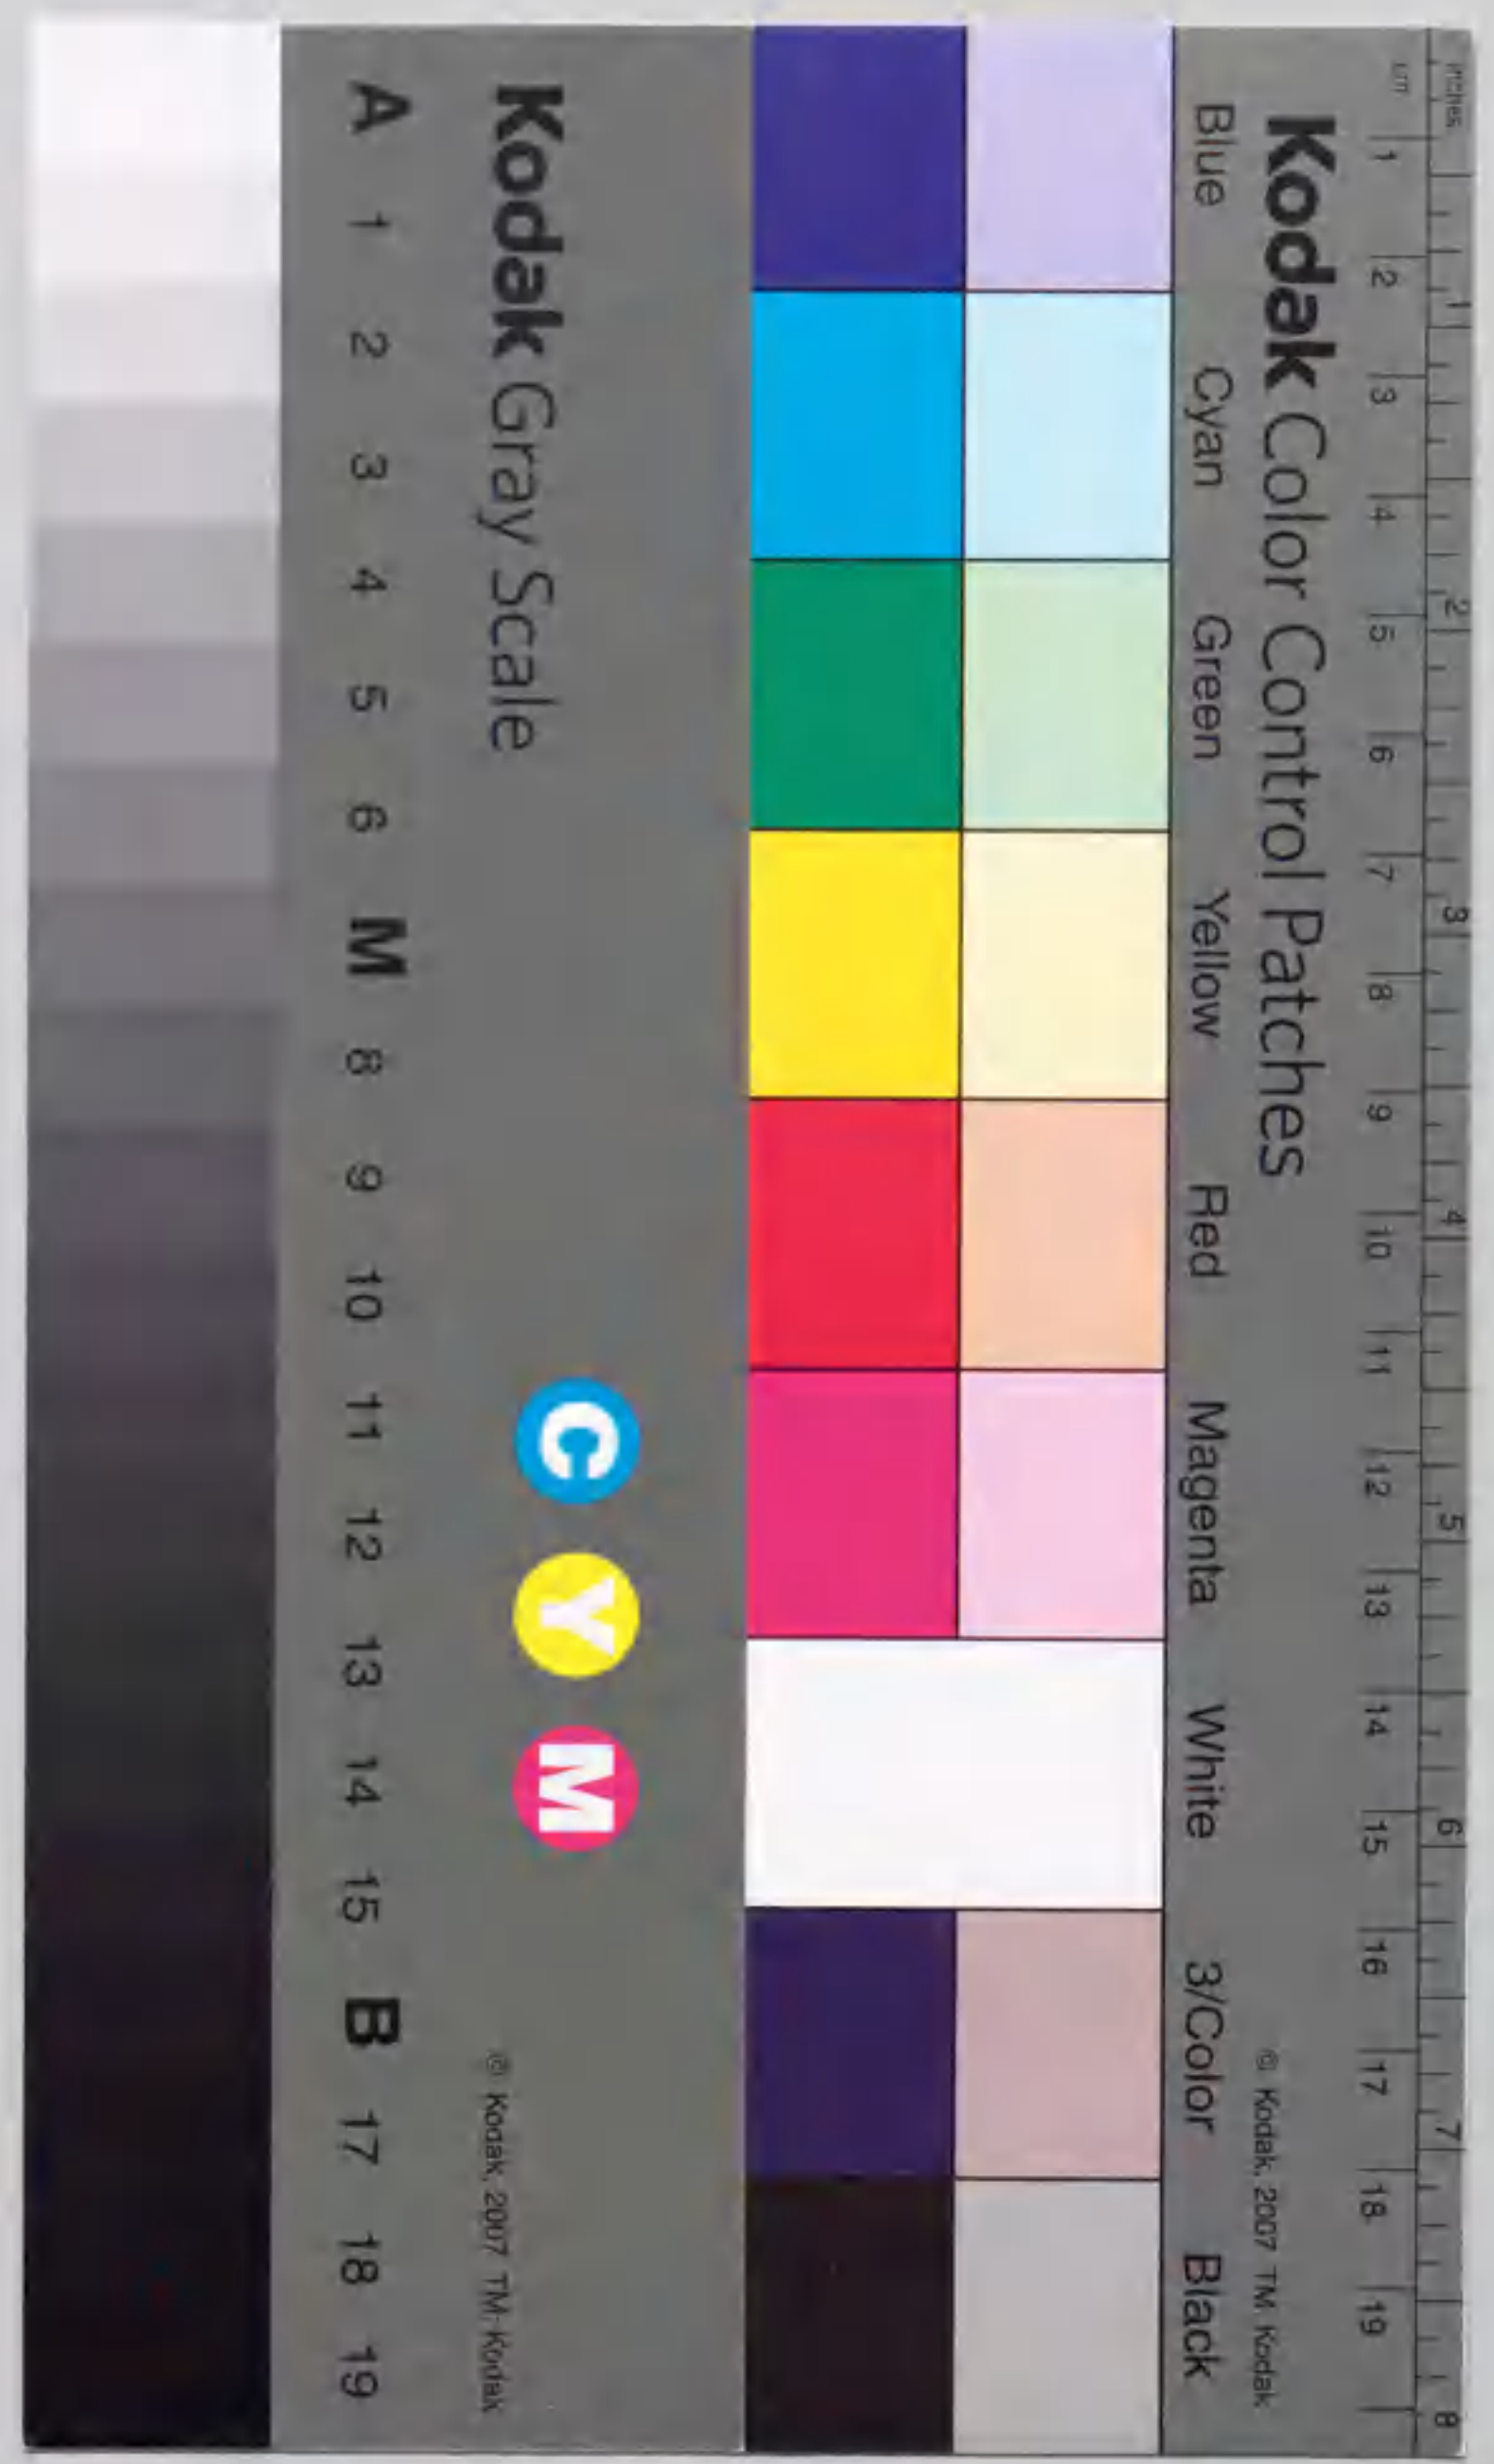 inches 1 2 3 4 5 6 7 8
cm 1 2 3 4 5 6 7 8 9 10 11 12 13 14 15 16 17 18 19
Kodak Color Control Patches
© Kodak, 2007 TM: Kodak
Blue Cyan Green Yellow Red Magenta White 3/Color Black
Kodak Gray Scale
C Y M
© Kodak, 2007 TM: Kodak
A 1 2 3 4 5 6 M 8 9 10 11 12 13 14 15 B 17 18 19